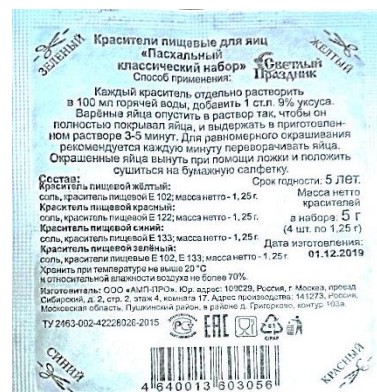 Красители пищевые для яиц
«Пасхальный
классический набор»
Светлый
Праздник
ЗЕЛЁНЫЙ
ЖЕЛТЫЙ
Способ применения:
Каждый краситель отдельно растворить
в 100 мл горячей воды, добавить 1 ст.л. 9% уксуса.
Варёные яйца опустить в раствор так, чтобы он
полностью покрывал яйца, и выдержать в приготовлен-
ном растворе 3-5 минут. Для равномерного окрашивания
рекомендуется каждую минуту переворачивать яйца.
Окрашенные яйца вынуть при помощи ложки и положить
сушиться на бумажную салфетку.
Состав:
Краситель пищевой жёлтый:
соль, краситель пищевой Е 102; масса нетто - 1,25 г.
Краситель пищевой красный:
соль, краситель пищевой Е 122; масса нетто - 1,25 г.
Краситель пищевой синий:
соль, краситель пищевой Е 133; масса нетто - 1,25 г.
Краситель пищевой зелёный:
соль, красители пищевые Е 102, Е 133; масса нетто - 1,25 г.
Срок годности: 5 ЛЕТ.
Масса нетто
красителей
в наборе: 5 г
(4 шт. по 1,25 г)
Дата изготовления:
01.12.2019
Хранить при температуре не выше 20°С
и относительной влажности воздуха не более 70%.
Изготовитель: ООО «АМП-ПРО», Юр. адрес: 109029, Россия, г. Москва, проезд
Сибирский, д. 2, стр. 2, этаж 4, комната 17. Адрес производства: 141273, Россия,
Московская область, Пушкинский район, в районе д. Григорково, контур 103а.
ТУ 2463-002-42226026-2015
EAC
СИНИЙ
КРАСНЫЙ
4 640013 603056